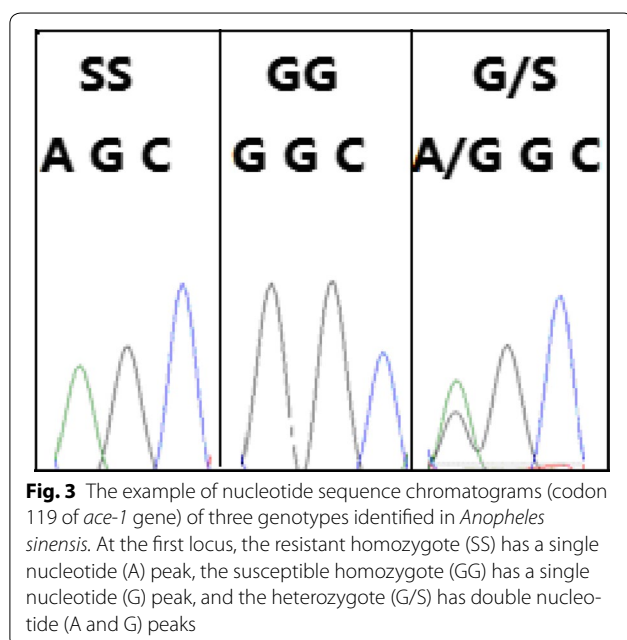 SS GG G/S
A G C G G C A/G G C
Fig. 3 The example of nucleotide sequence chromatograms (codon
119 of ace-1 gene) of three genotypes identified in Anopheles
sinensis. At the first locus, the resistant homozygote (SS) has a single
nucleotide (A) peak, the susceptible homozygote (GG) has a single
nucleotide (G) peak, and the heterozygote (G/S) has double nucleo-
tide (A and G) peaks